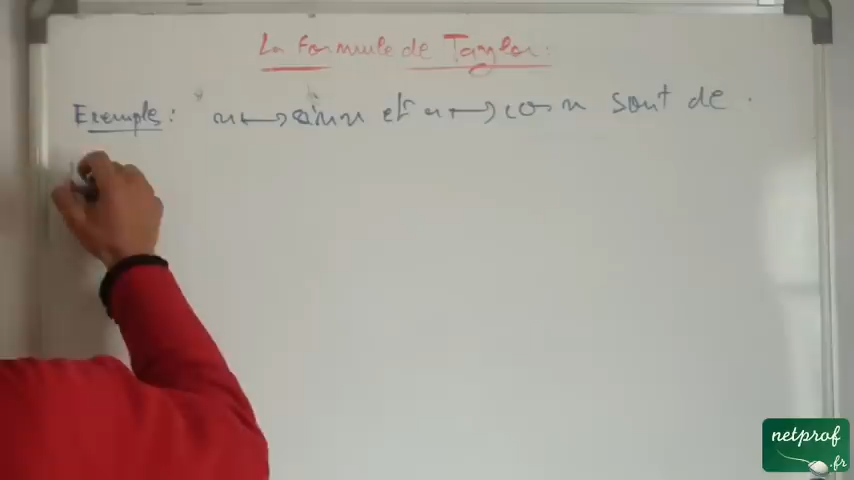 La Formule de Taylor.
Exemple : x ↦ sin x et x ↦ cos x sont de
netprof
.fr